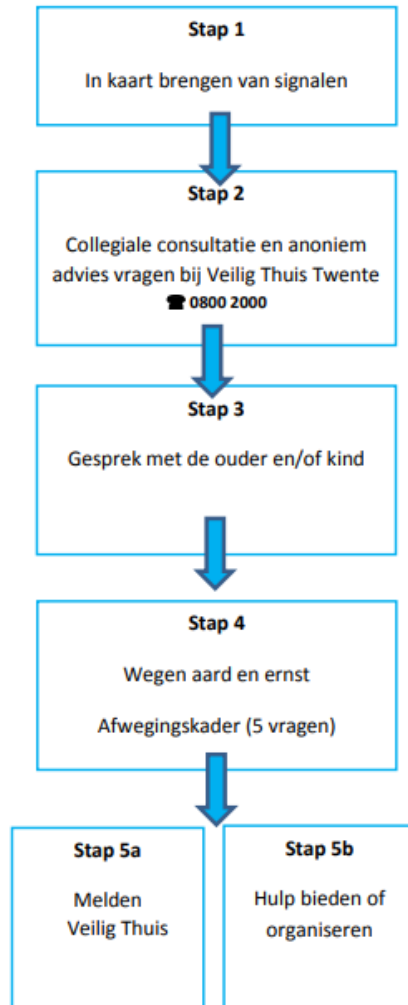 Stap 1
In kaart brengen van signalen
Stap 2
Collegiale consultatie en anoniem
advies vragen bij Veilig Thuis Twente
☎ 0800 2000
Stap 3
Gesprek met de ouder en/of kind
Stap 4
Wegen aard en ernst
Afwegingskader (5 vragen)
Stap 5a
Melden
Veilig Thuis
Stap 5b
Hulp bieden of
organiseren